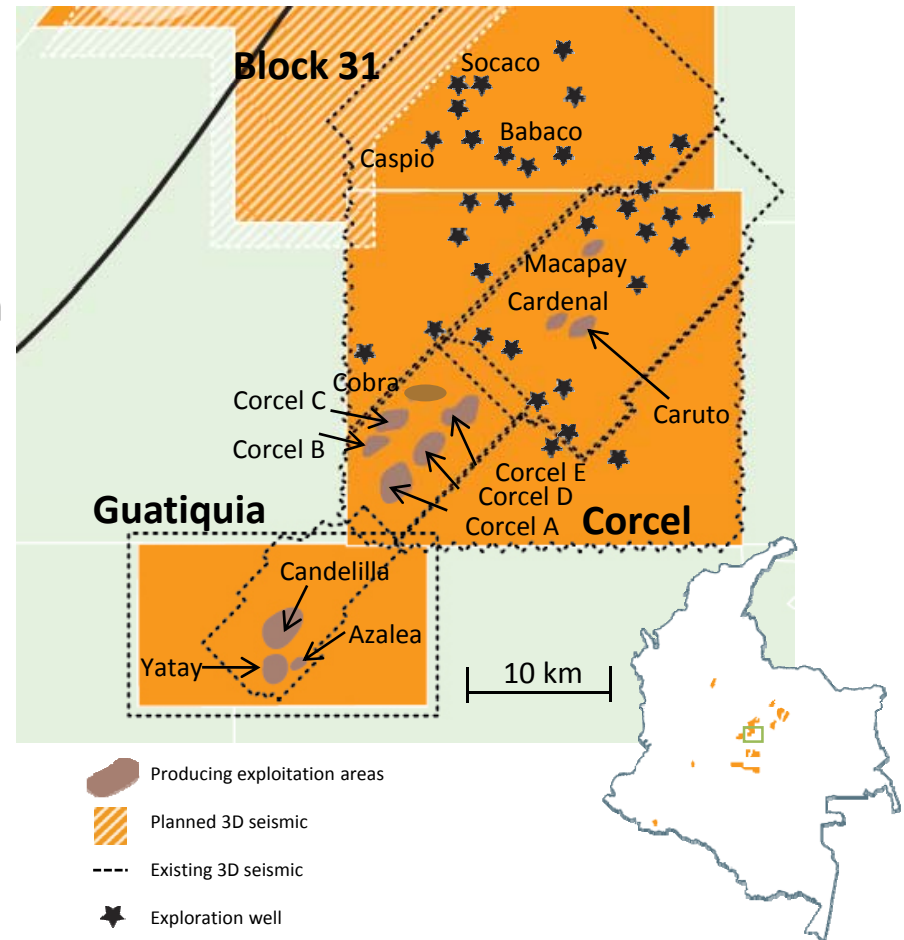 Block 31
Socaco
Babaco
Caspio
Macapay
Cardenal
Cobra
Corcel C
Caruto
Corcel B
Corcel E
Corcel D
Guatiquia
Corcel A
Corcel
Candelilla
Azalea
Yatay
10 km
Producing exploitation areas
Planned 3D seismic
Existing 3D seismic
Exploration well